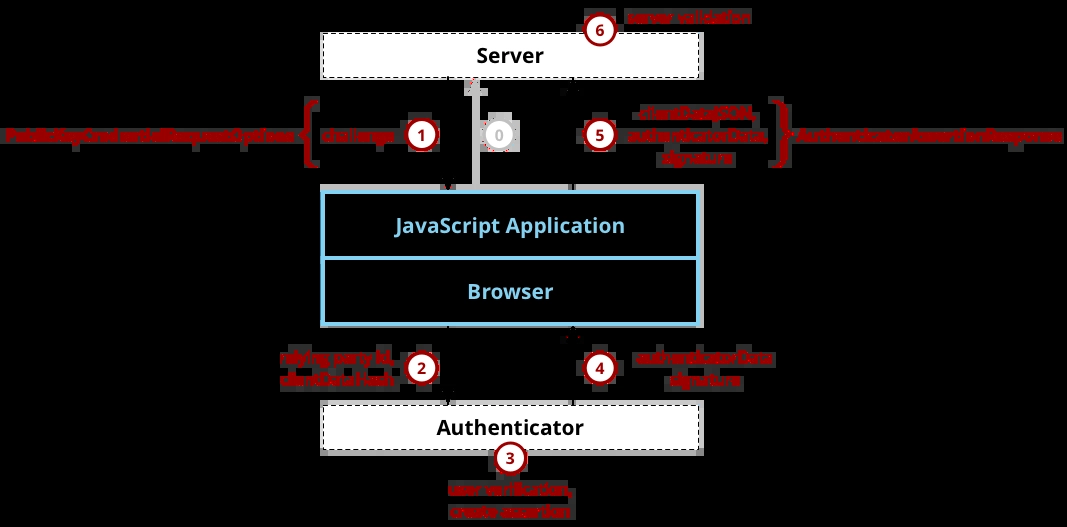 6 server validation
Server
PublicKeyCredentialRequestOptions { challenge 1
0
5 clientDataJSON,
authenticatorData,
signature } AuthenticatorAssertionResponse
JavaScript Application
Browser
relying party id,
clientDataHash 2
4 authenticatorData
signature
Authenticator
3
user verification,
create assertion